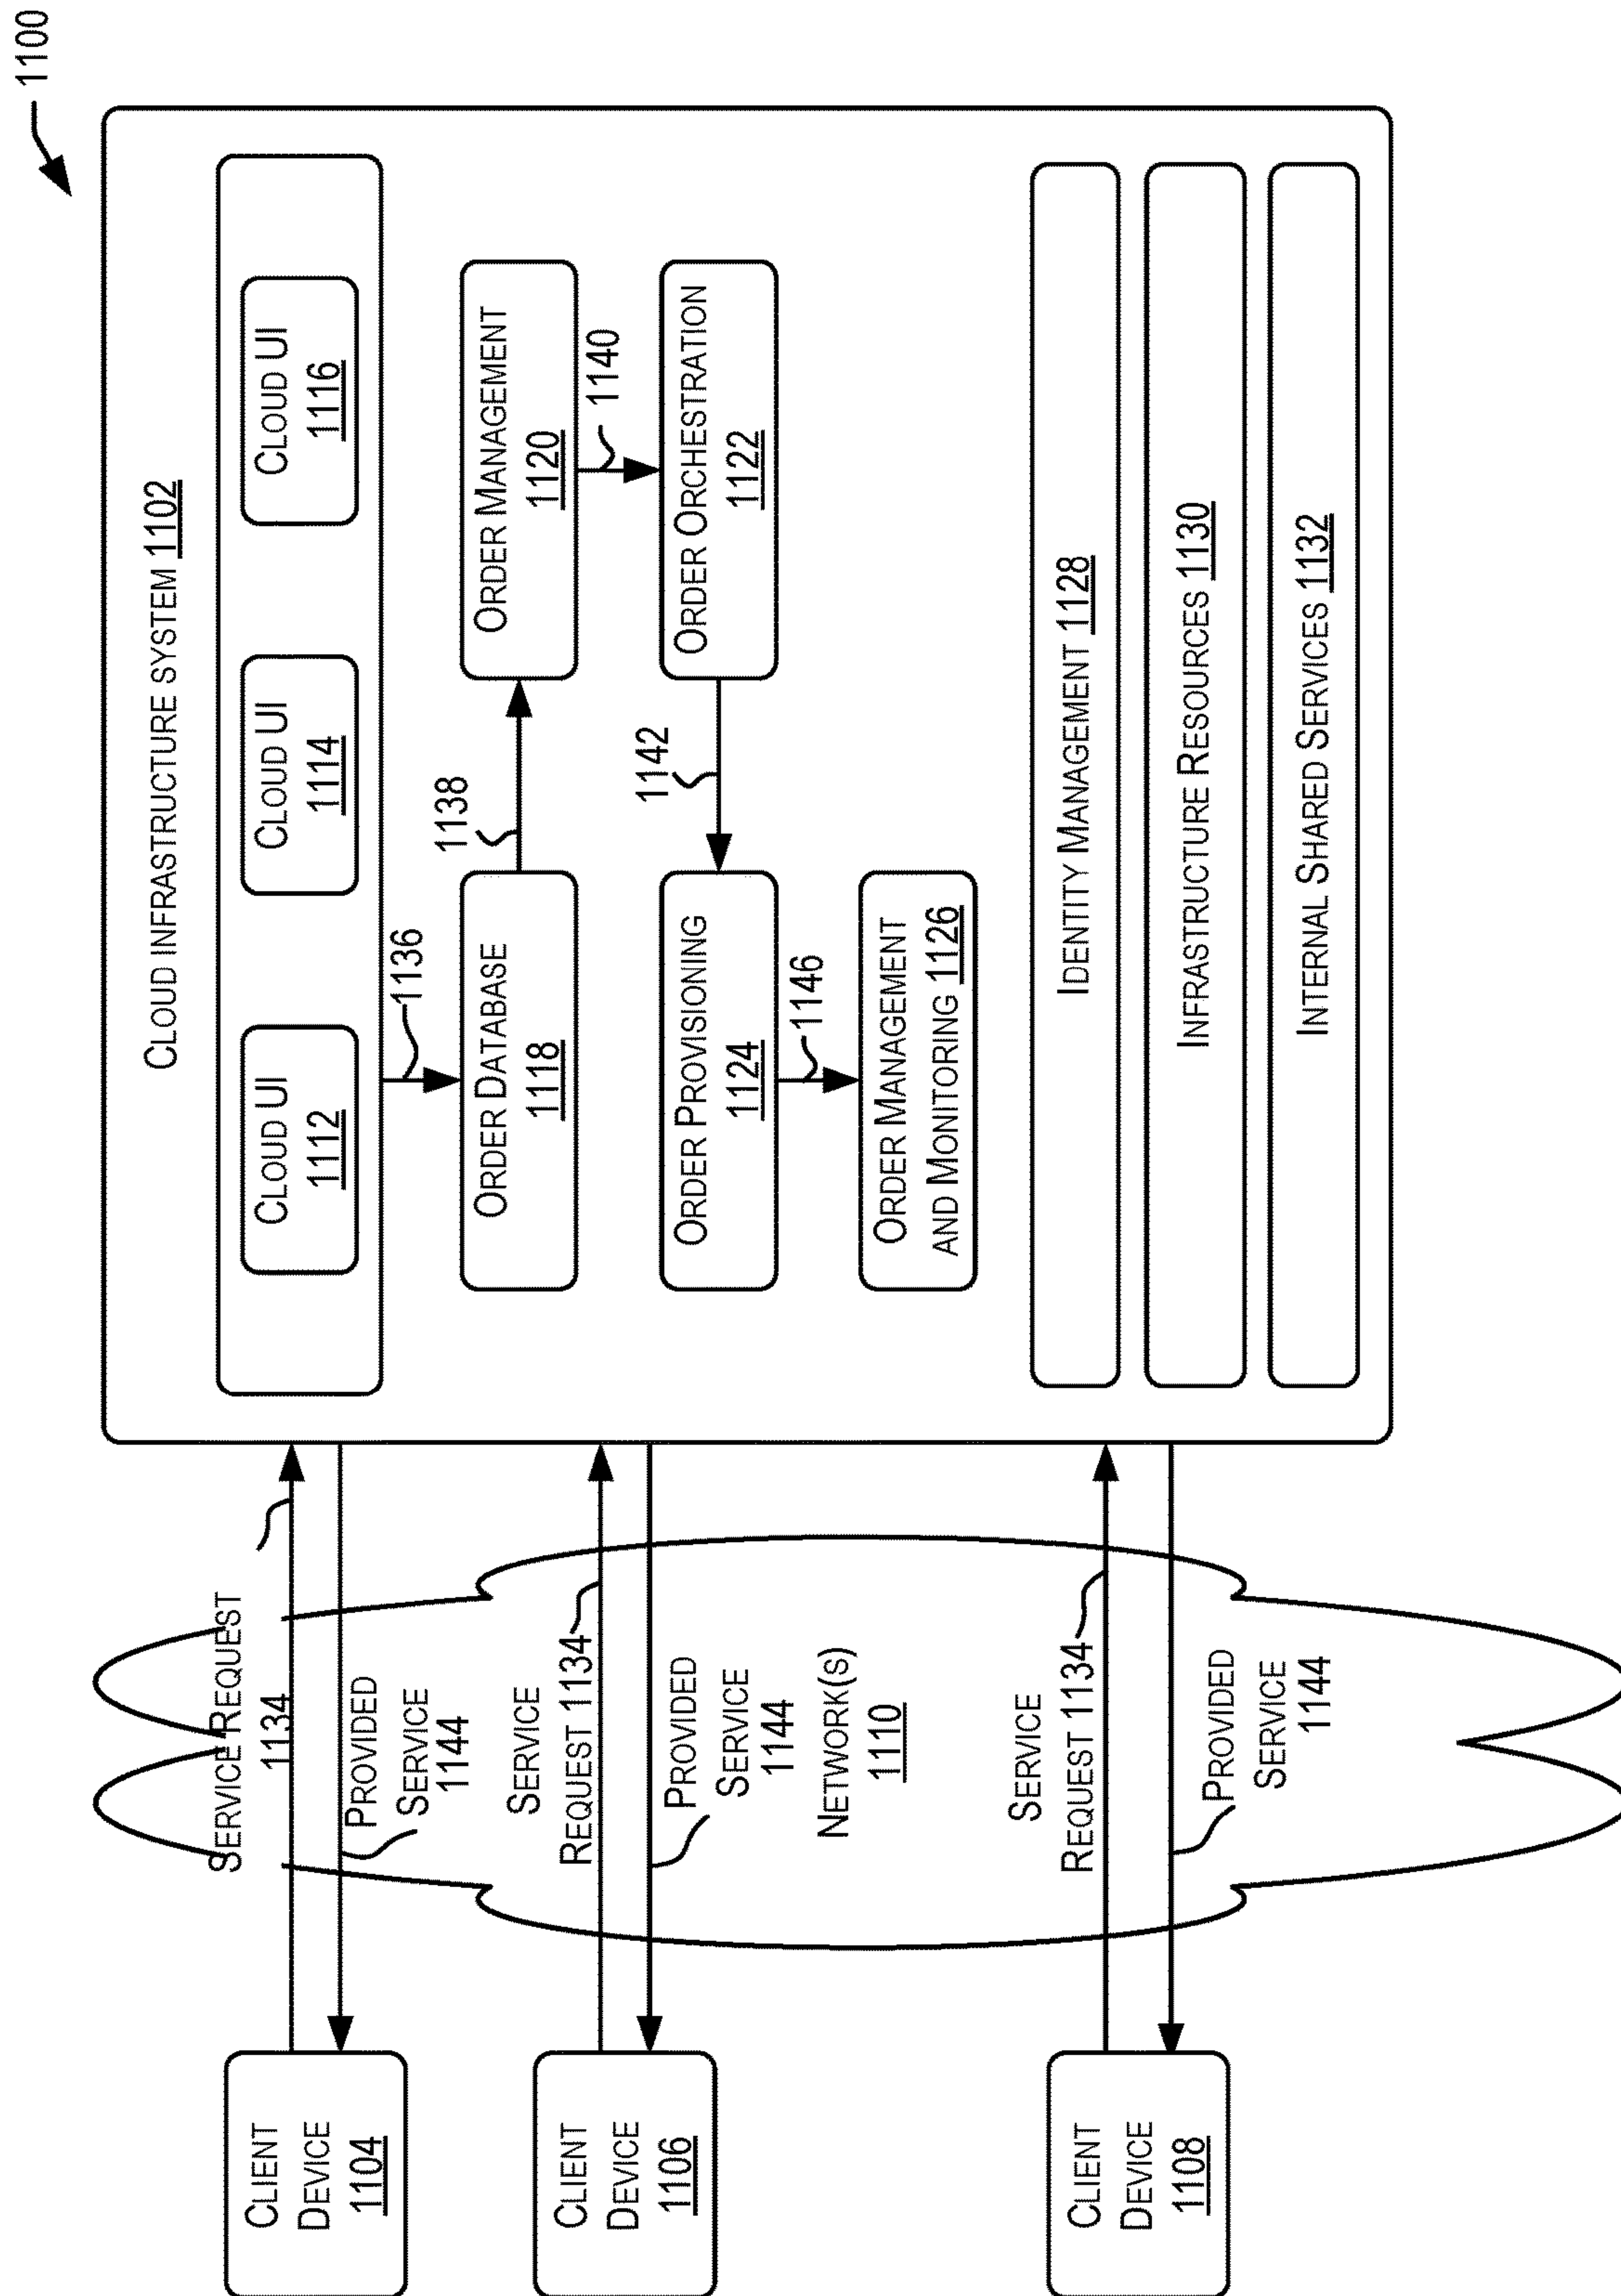 1100
CLOUD INFRASTRUCTURE SYSTEM 1102
CLOUD UI
1112
CLOUD UI
1114
CLOUD UI
1116
1136
ORDER DATABASE
1118
1138
ORDER MANAGEMENT
1120
1140
ORDER ORCHESTRATION
1122
1142
ORDER PROVISIONING
1124
1146
ORDER MANAGEMENT
AND MONITORING 1126
IDENTITY MANAGEMENT 1128
INFRASTRUCTURE RESOURCES 1130
INTERNAL SHARED SERVICES 1132
CLIENT
DEVICE
1104
SERVICE REQUEST
1134
PROVIDED
SERVICE
1144
CLIENT
DEVICE
1106
SERVICE
REQUEST 1134
PROVIDED
SERVICE
1144
NETWORK(S)
1110
CLIENT
DEVICE
1108
SERVICE
REQUEST 1134
PROVIDED
SERVICE
1144